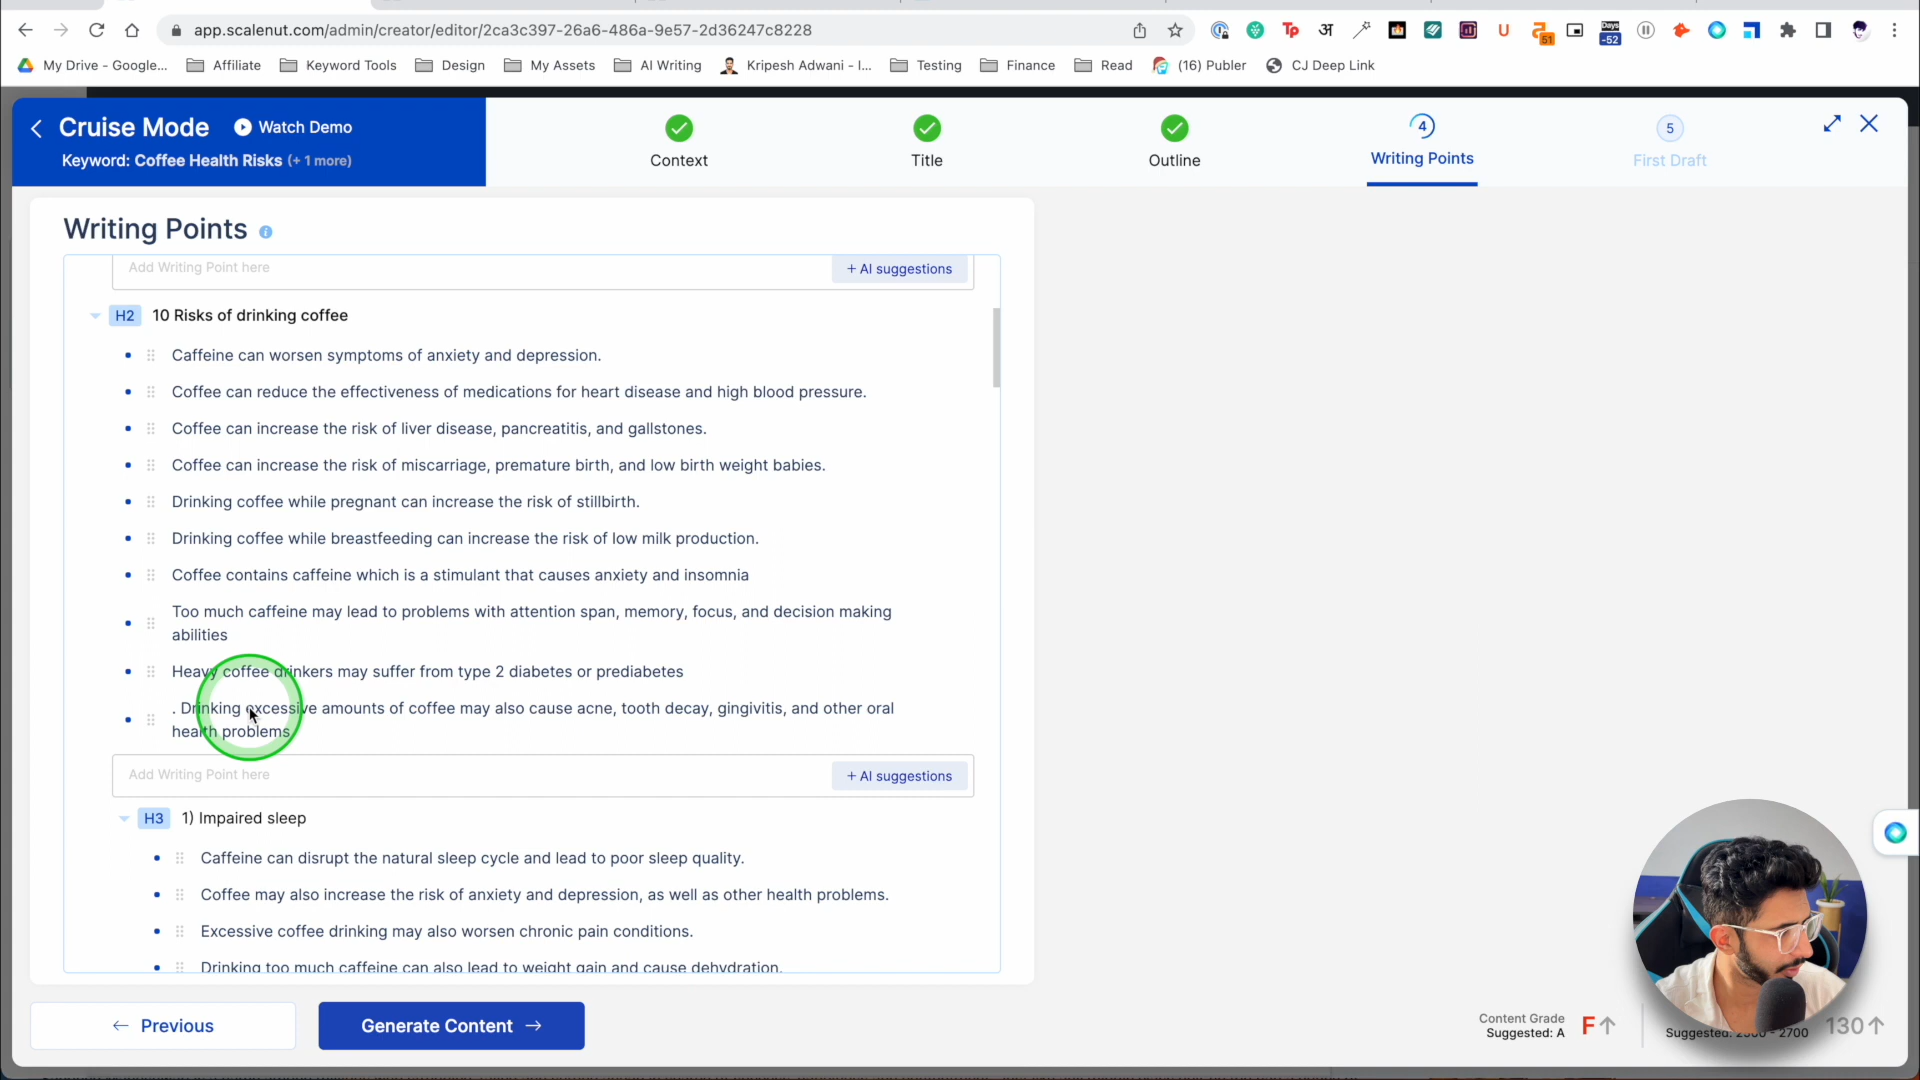 app.scalenut.com/admin/creator/editor/2ca3c397-26a6-486a-9e57-2d36247c8228
Tp
अ
U
51
Days
-52
My Drive - Google...
Affiliate
Keyword Tools
Design
My Assets
AI Writing
Kripesh Adwani - I...
Testing
Finance
Read
(16) Publer
CJ Deep Link
Cruise Mode
Watch Demo
Keyword: Coffee Health Risks (+ 1 more)
Context
Title
Outline
4
Writing Points
5
First Draft
Writing Points
Add Writing Point here
+ AI suggestions
H2 10 Risks of drinking coffee
Caffeine can worsen symptoms of anxiety and depression.
Coffee can reduce the effectiveness of medications for heart disease and high blood pressure.
Coffee can increase the risk of liver disease, pancreatitis, and gallstones.
Coffee can increase the risk of miscarriage, premature birth, and low birth weight babies.
Drinking coffee while pregnant can increase the risk of stillbirth.
Drinking coffee while breastfeeding can increase the risk of low milk production.
Coffee contains caffeine which is a stimulant that causes anxiety and insomnia
Too much caffeine may lead to problems with attention span, memory, focus, and decision making
abilities
Heavy coffee drinkers may suffer from type 2 diabetes or prediabetes
. Drinking excessive amounts of coffee may also cause acne, tooth decay, gingivitis, and other oral
health problems
Add Writing Point here
+ AI suggestions
H3 1) Impaired sleep
Caffeine can disrupt the natural sleep cycle and lead to poor sleep quality.
Coffee may also increase the risk of anxiety and depression, as well as other health problems.
Excessive coffee drinking may also worsen chronic pain conditions.
Drinking too much caffeine can also lead to weight gain and cause dehydration.
← Previous
Generate Content →
Content Grade
Suggested: A
F↑
Suggested: - 2700
130↑